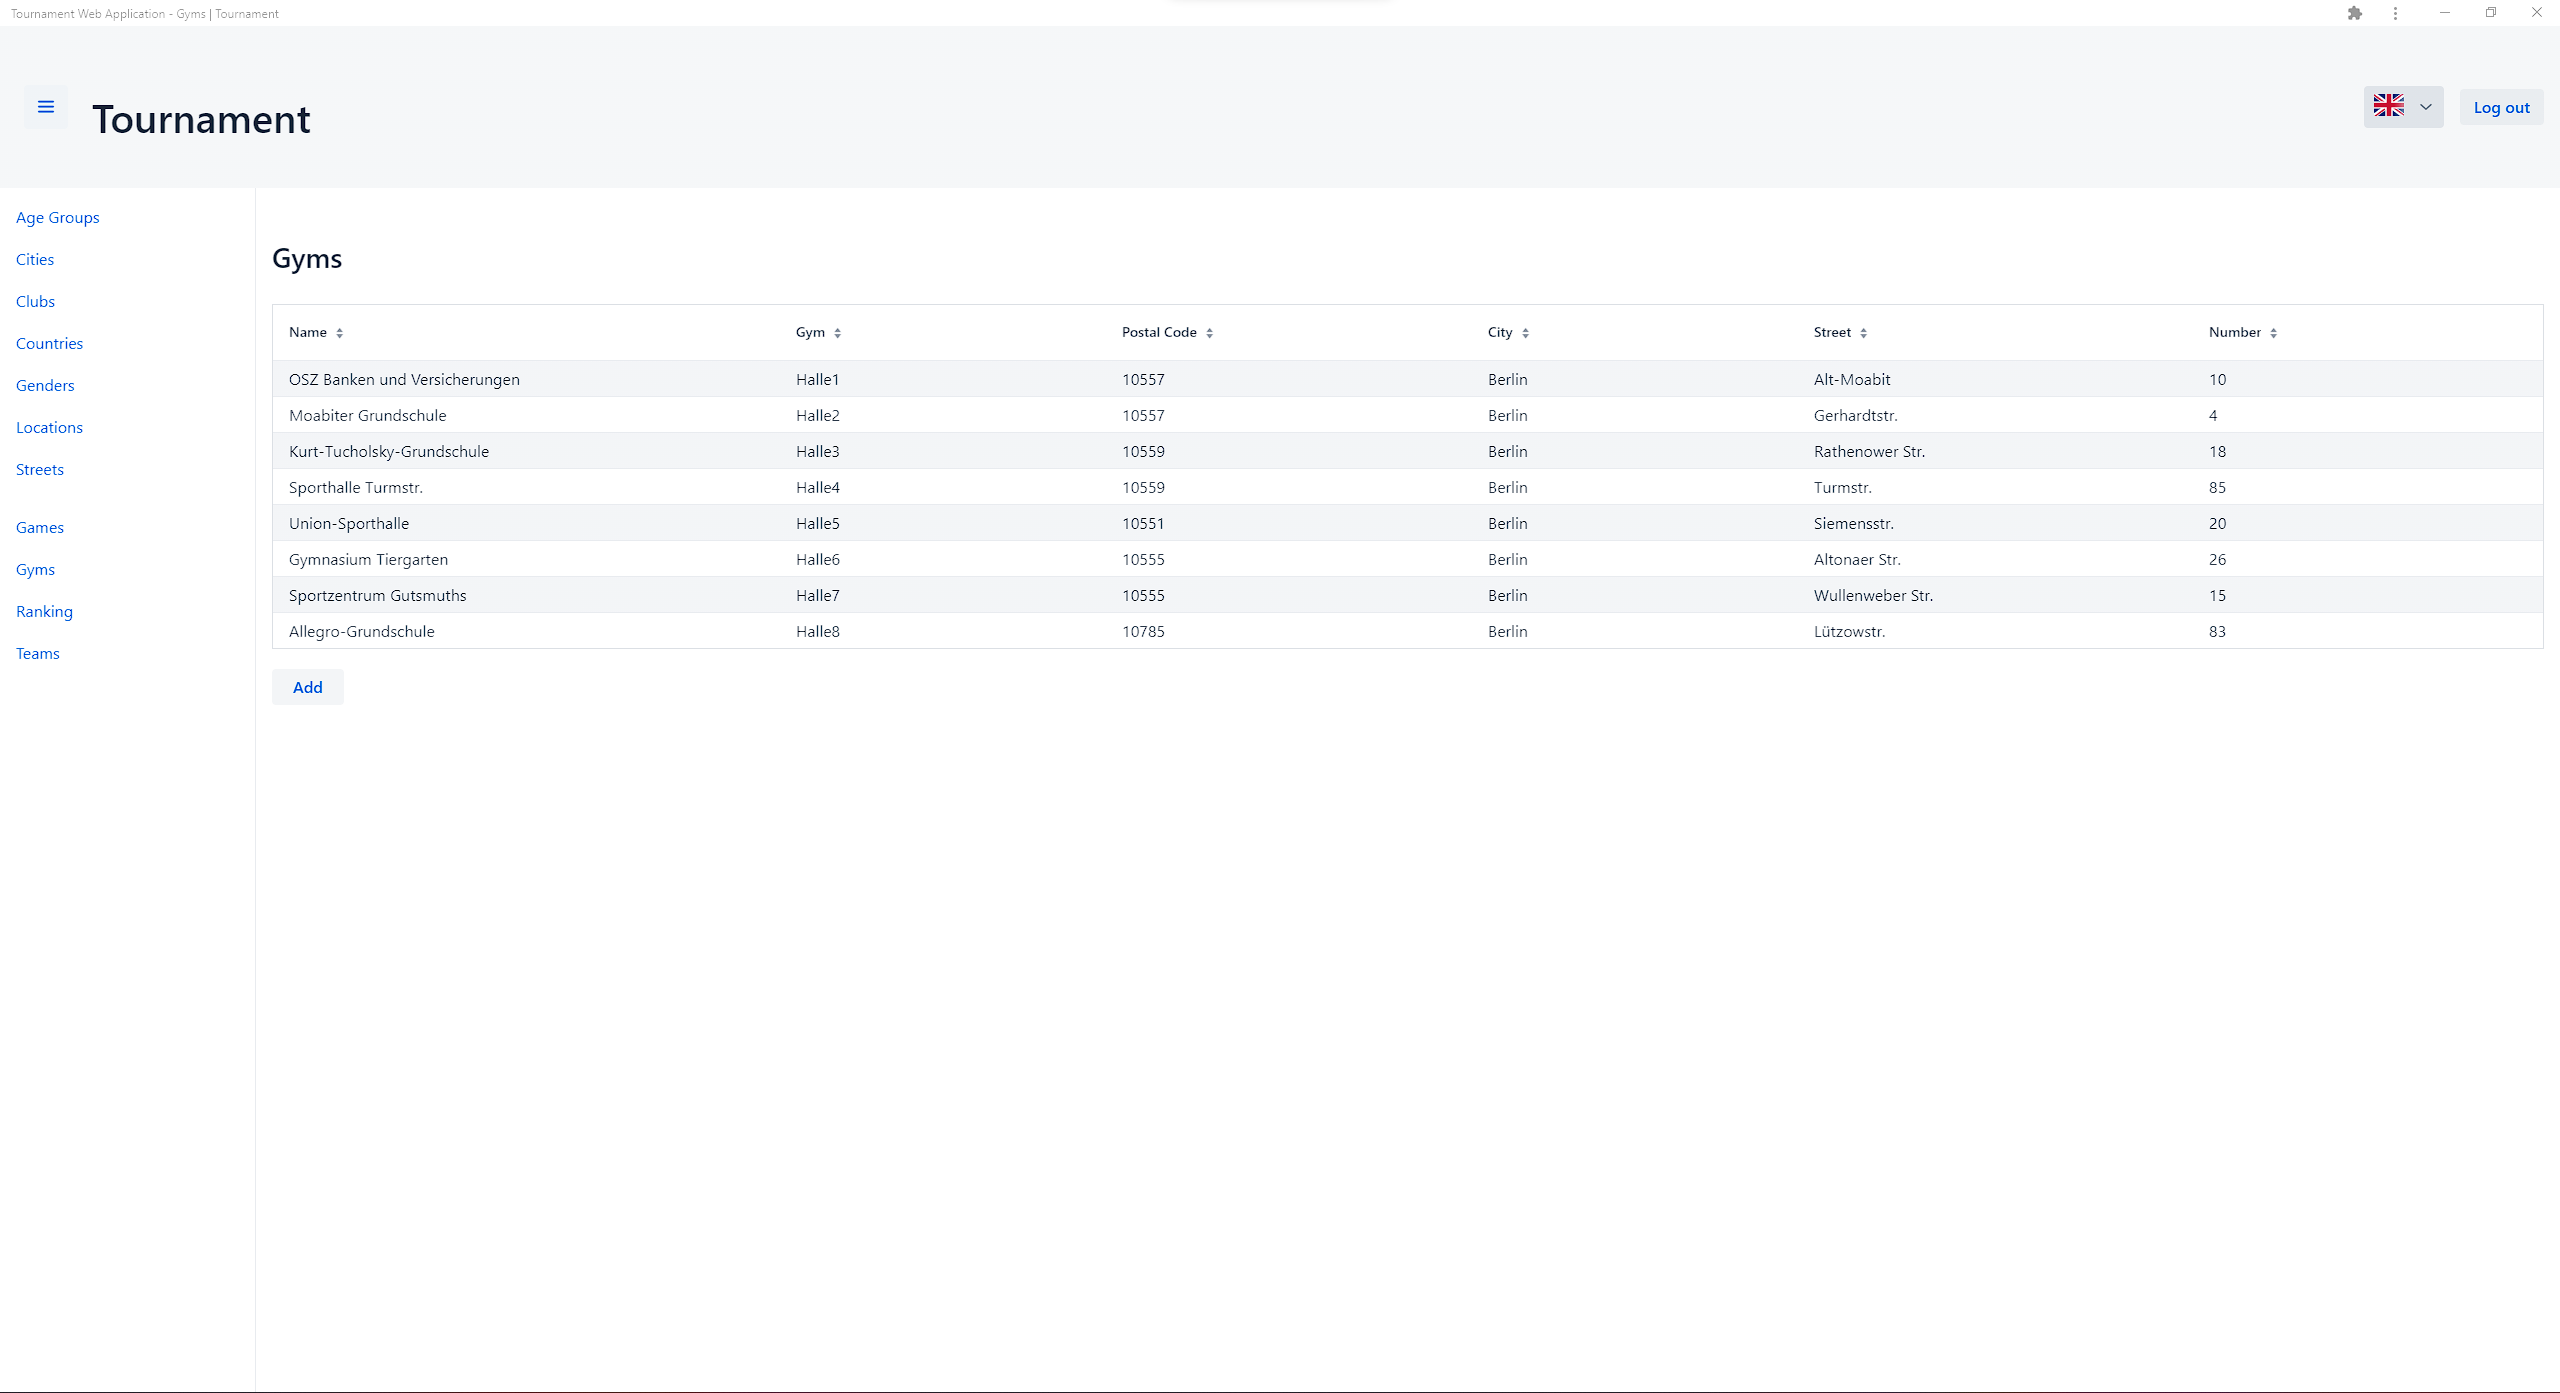 Tournament Web Application - Gyms | Tournament
Tournament
Log out
Age Groups
Cities
Clubs
Countries
Genders
Locations
Streets
Games
Gyms
Ranking
Teams
Gyms
Name Gym Postal Code City Street Number
OSZ Banken und Versicherungen Halle1 10557 Berlin Alt-Moabit 10
Moabiter Grundschule Halle2 10557 Berlin Gerhardtstr. 4
Kurt-Tucholsky-Grundschule Halle3 10559 Berlin Rathenower Str. 18
Sporthalle Turmstr. Halle4 10559 Berlin Turmstr. 85
Union-Sporthalle Halle5 10551 Berlin Siemensstr. 20
Gymnasium Tiergarten Halle6 10555 Berlin Altonaer Str. 26
Sportzentrum Gutsmuths Halle7 10555 Berlin Wullenweber Str. 15
Allegro-Grundschule Halle8 10785 Berlin Lützowstr. 83
Add